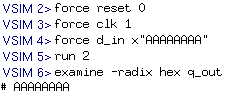 VSIM 2> force reset 0
VSIM 3> force clk 1
VSIM 4> force d_in x"AAAAAAAA"
VSIM 5> run 2
VSIM 6> examine -radix hex q_out
# AAAAAAAA